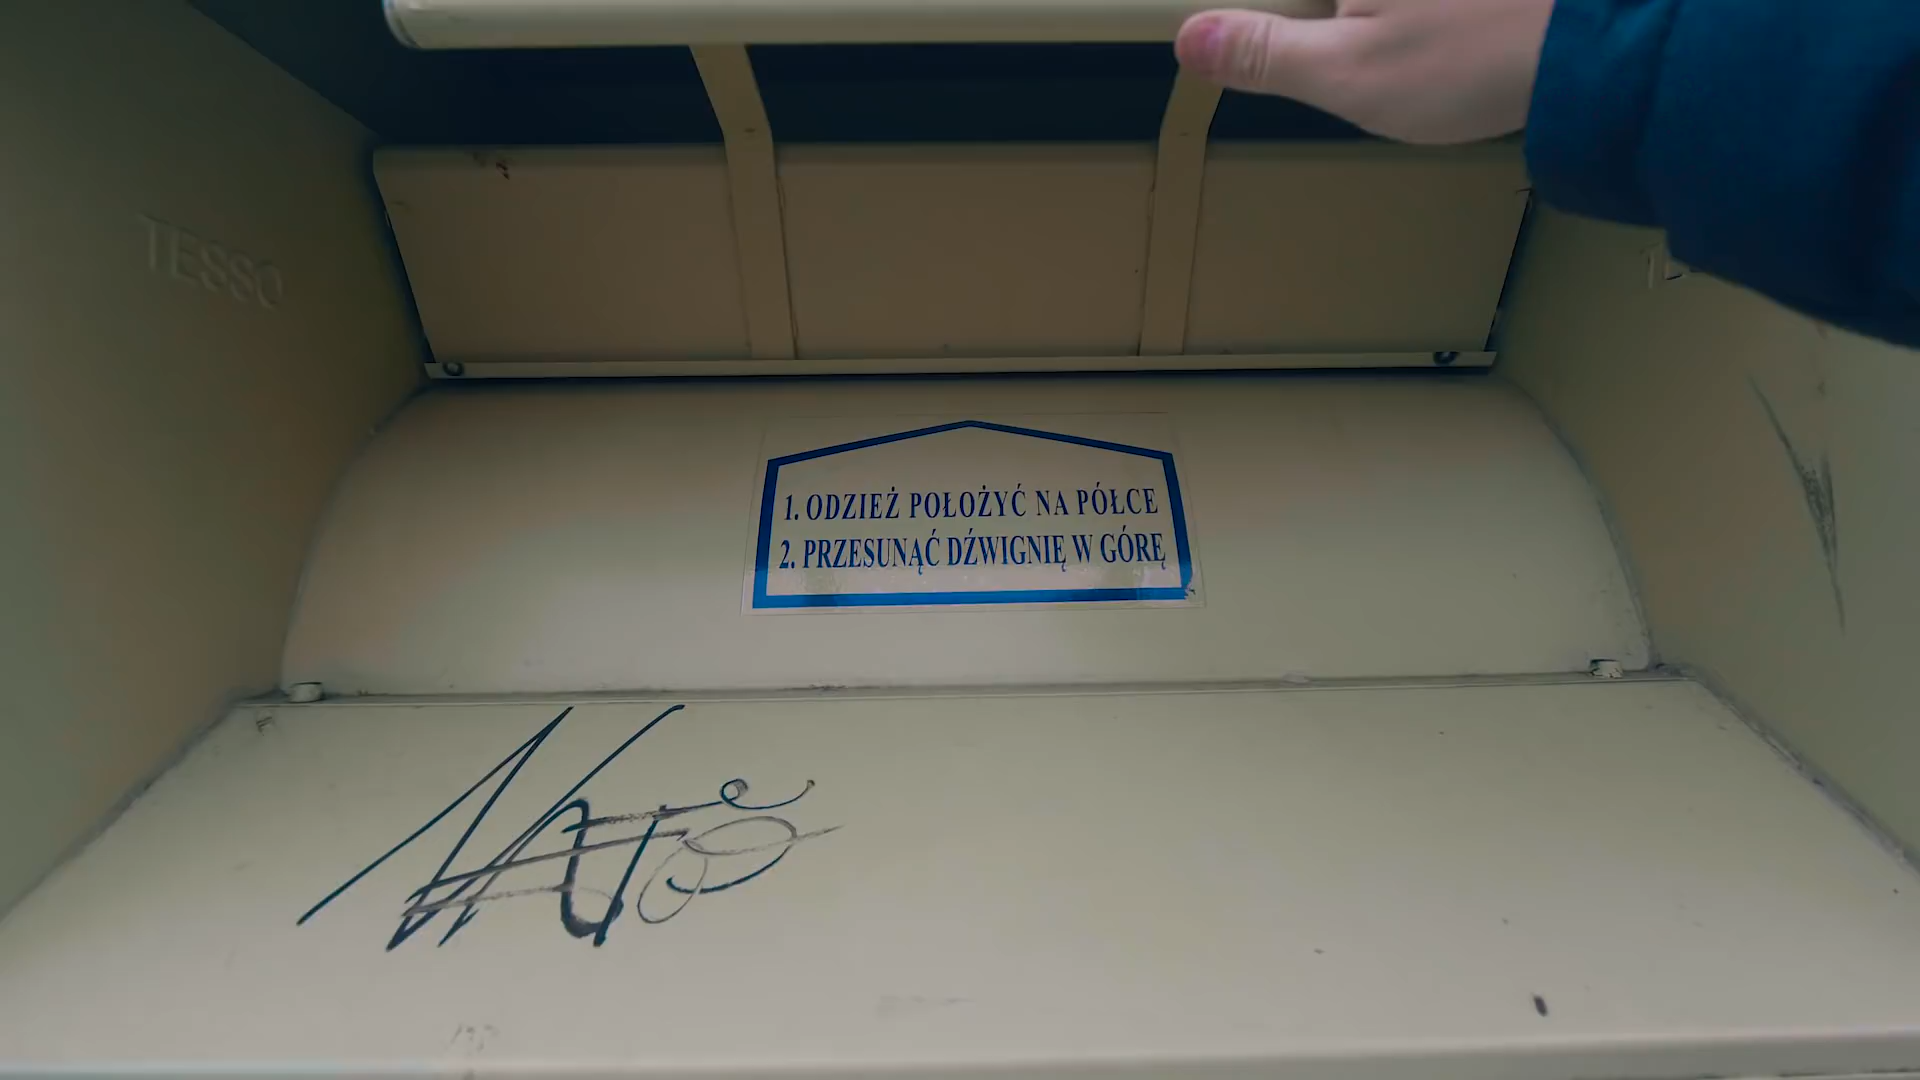 TESSO
1. ODZIEŻ POŁOŻYĆ NA PÓŁCE
2. PRZESUNĄĆ DŹWIGNIĘ W GÓRĘ